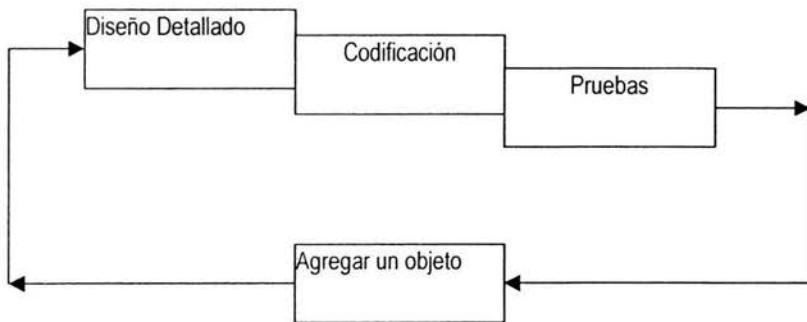 Diseño Detallado
Codificación
Pruebas
Agregar un objeto